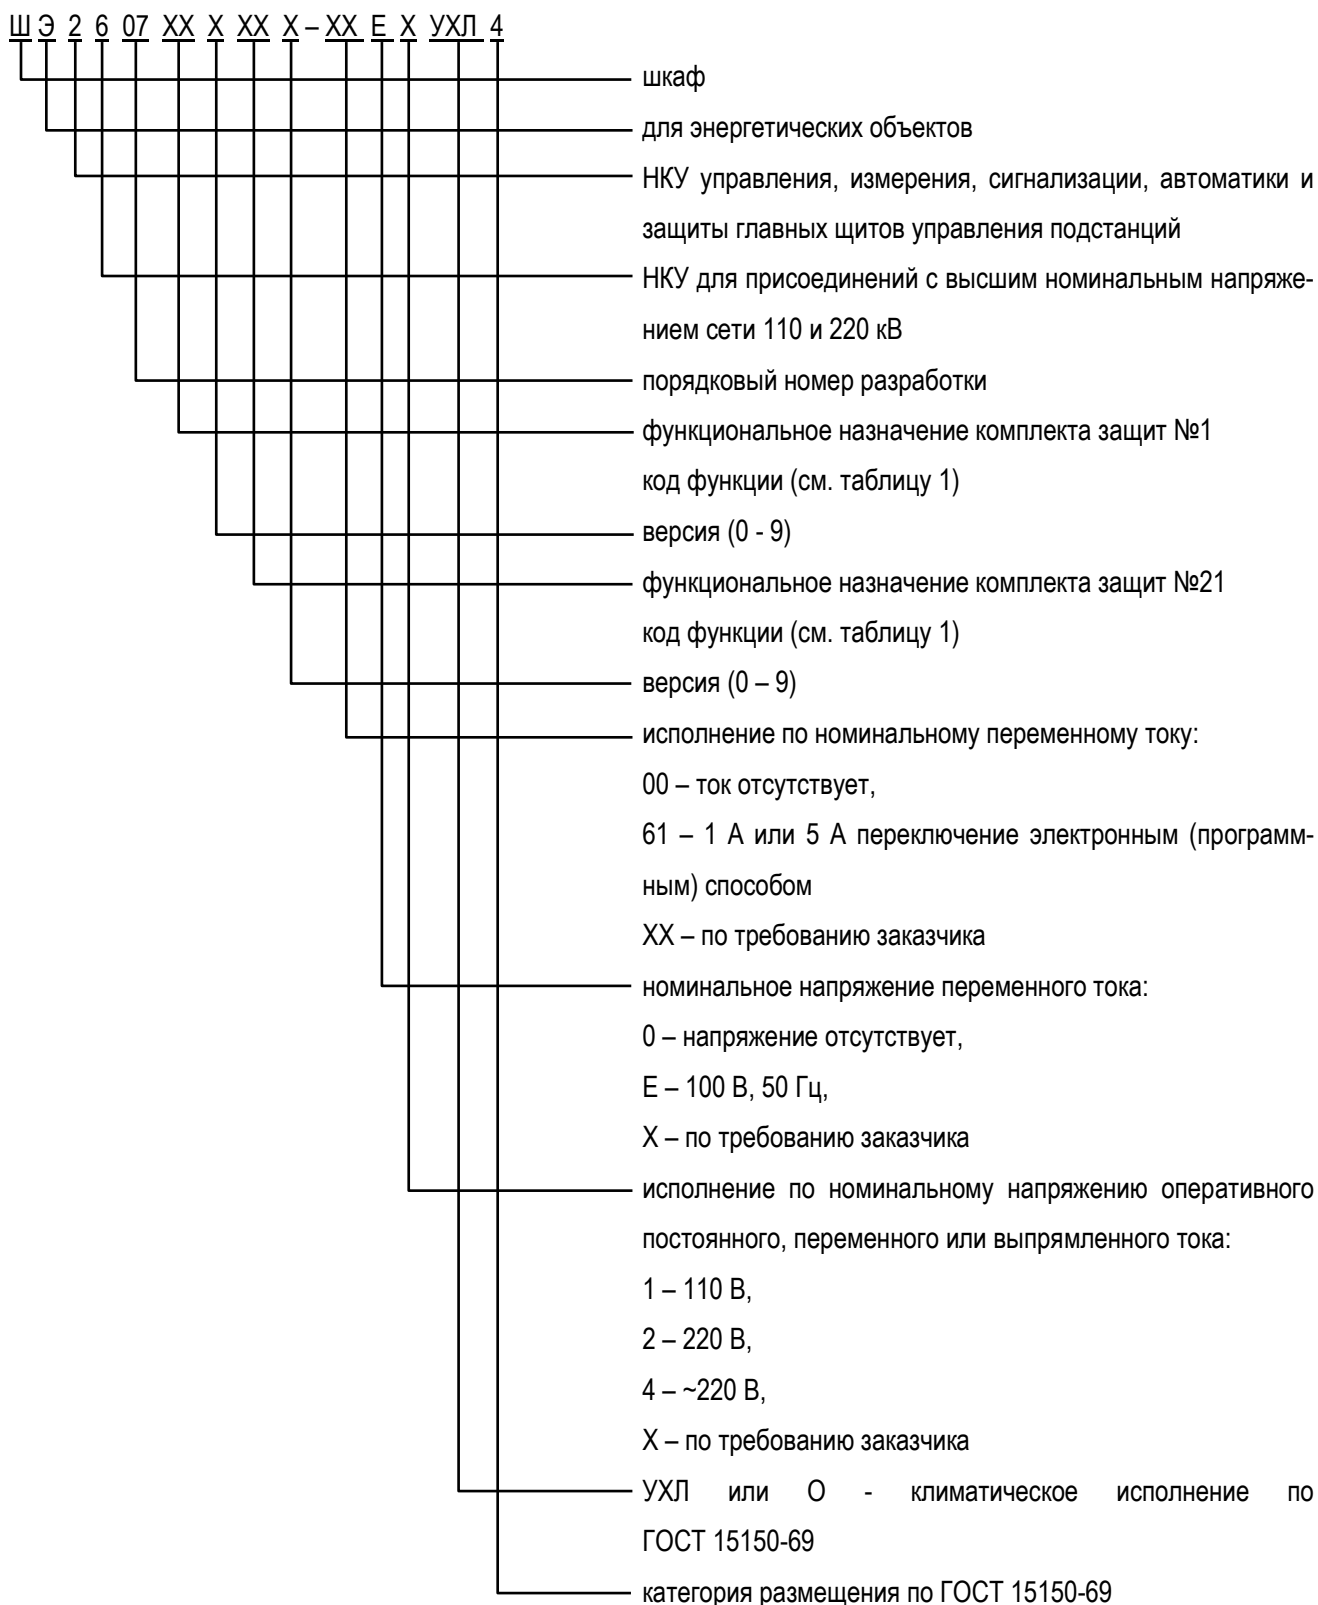 ШЭ2607ХХ Х ХХ Х – ХХ Е Х УХЛ 4
шкаф
для энергетических объектов
НКУ управления, измерения, сигнализации, автоматики и
защиты главных щитов управления подстанций
НКУ для присоединений с высшим номинальным напряже-
нием сети 110 и 220 кВ
порядковый номер разработки
функциональное назначение комплекта защит №1
код функции (см. таблицу 1)
версия (0 - 9)
функциональное назначение комплекта защит №21
код функции (см. таблицу 1)
версия (0 – 9)
исполнение по номинальному переменному току:
00 – ток отсутствует,
61 – 1 А или 5 А переключение электронным (программ-
ным) способом
ХХ – по требованию заказчика
номинальное напряжение переменного тока:
0 – напряжение отсутствует,
Е – 100 В, 50 Гц,
Х – по требованию заказчика
исполнение по номинальному напряжению оперативного
постоянного, переменного или выпрямленного тока:
1 – 110 В,
2 – 220 В,
4 – ~220 В,
Х – по требованию заказчика
УХЛ или О - климатическое исполнение по
ГОСТ 15150-69
категория размещения по ГОСТ 15150-69